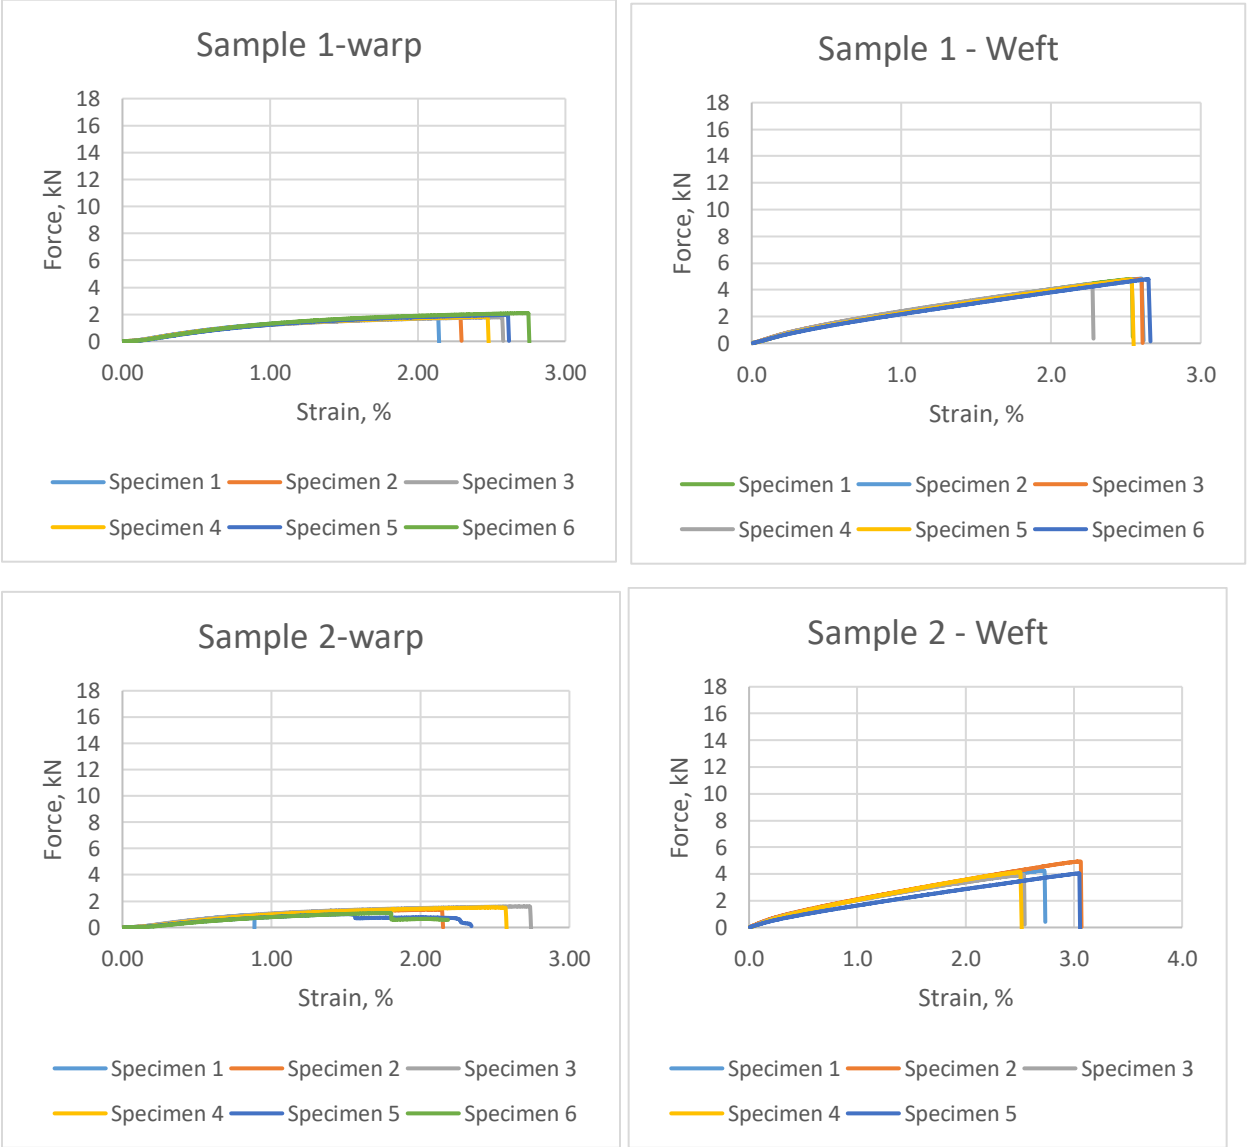 Sample 1-warp
18
16
14
12
10
8
6
4
2
0
0.00 1.00 2.00 3.00
Force, kN
Strain, %
Specimen 1 Specimen 2 Specimen 3
Specimen 4 Specimen 5 Specimen 6
Sample 1 - Weft
18
16
14
12
10
8
6
4
2
0
0.0 1.0 2.0 3.0
Force, kN
Strain, %
Specimen 1 Specimen 2 Specimen 3
Specimen 4 Specimen 5 Specimen 6
Sample 2-warp
18
16
14
12
10
8
6
4
2
0
0.00 1.00 2.00 3.00
Force, kN
Strain, %
Specimen 1 Specimen 2 Specimen 3
Specimen 4 Specimen 5 Specimen 6
Sample 2 - Weft
18
16
14
12
10
8
6
4
2
0
0.0 1.0 2.0 3.0 4.0
Force, kN
Strain, %
Specimen 1 Specimen 2 Specimen 3
Specimen 4 Specimen 5